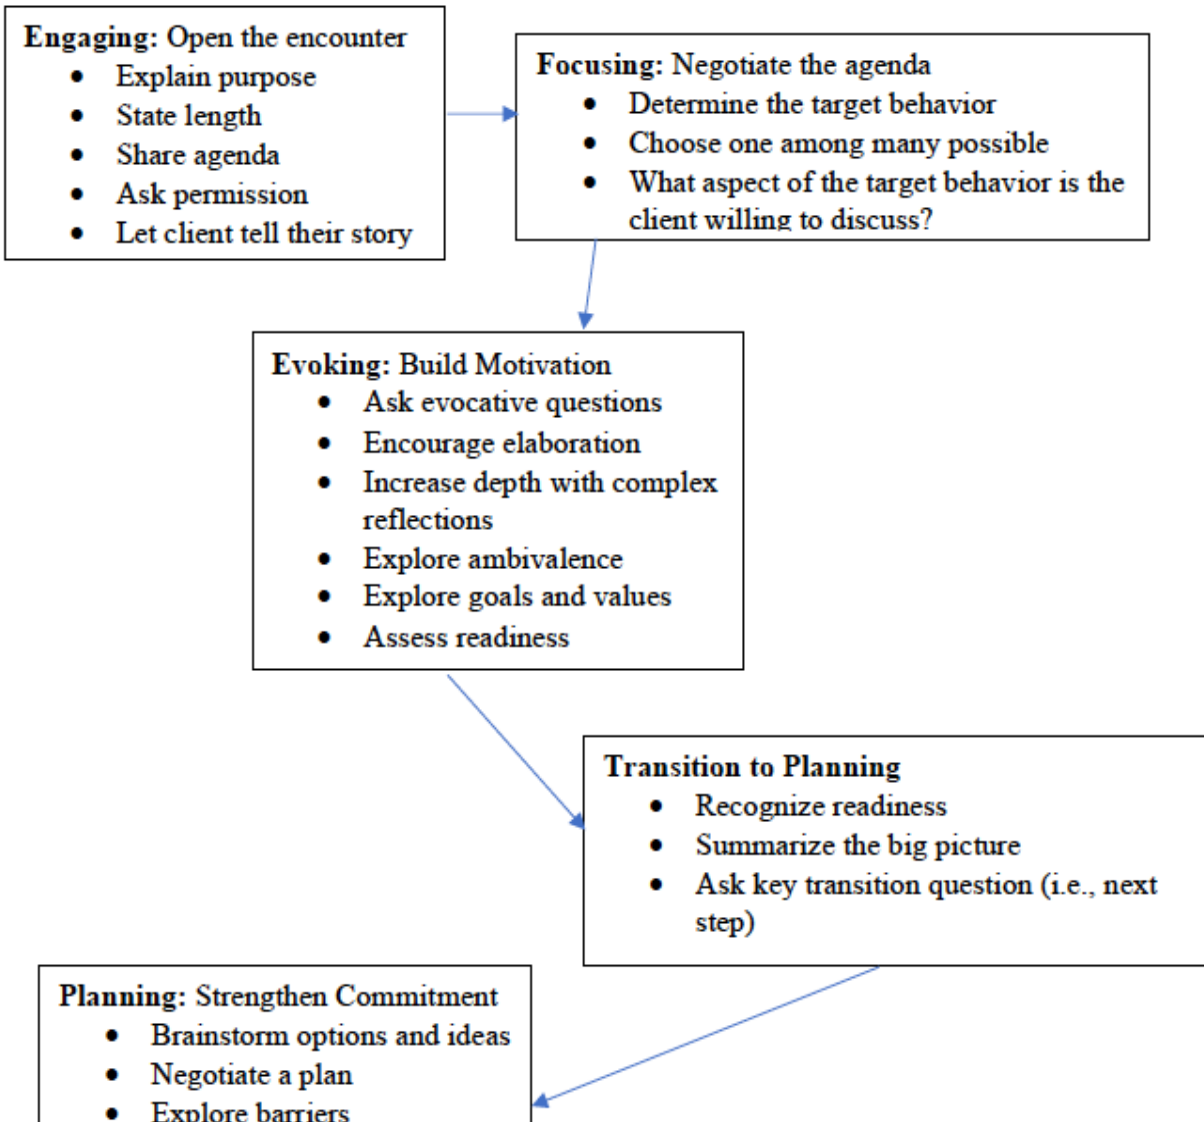 Engaging: Open the encounter
• Explain purpose
• State length
• Share agenda
• Ask permission
• Let client tell their story
Focusing: Negotiate the agenda
• Determine the target behavior
• Choose one among many possible
• What aspect of the target behavior is the
client willing to discuss?
Evoking: Build Motivation
• Ask evocative questions
• Encourage elaboration
• Increase depth with complex
reflections
• Explore ambivalence
• Explore goals and values
• Assess readiness
Transition to Planning
• Recognize readiness
• Summarize the big picture
• Ask key transition question (i.e., next
step)
Planning: Strengthen Commitment
• Brainstorm options and ideas
• Negotiate a plan
• Explore barriers